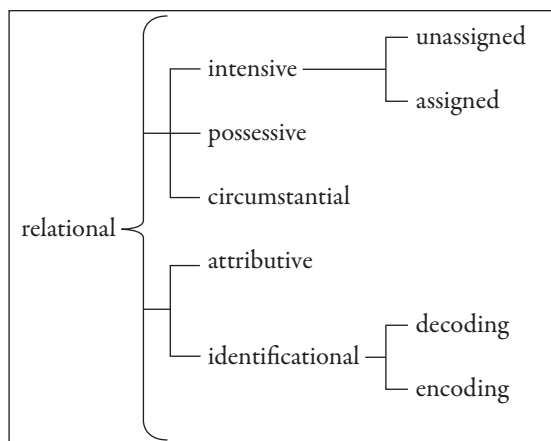 unassigned
intensive
assigned
possessive
circumstantial
relational
attributive
decoding
identificational
encoding